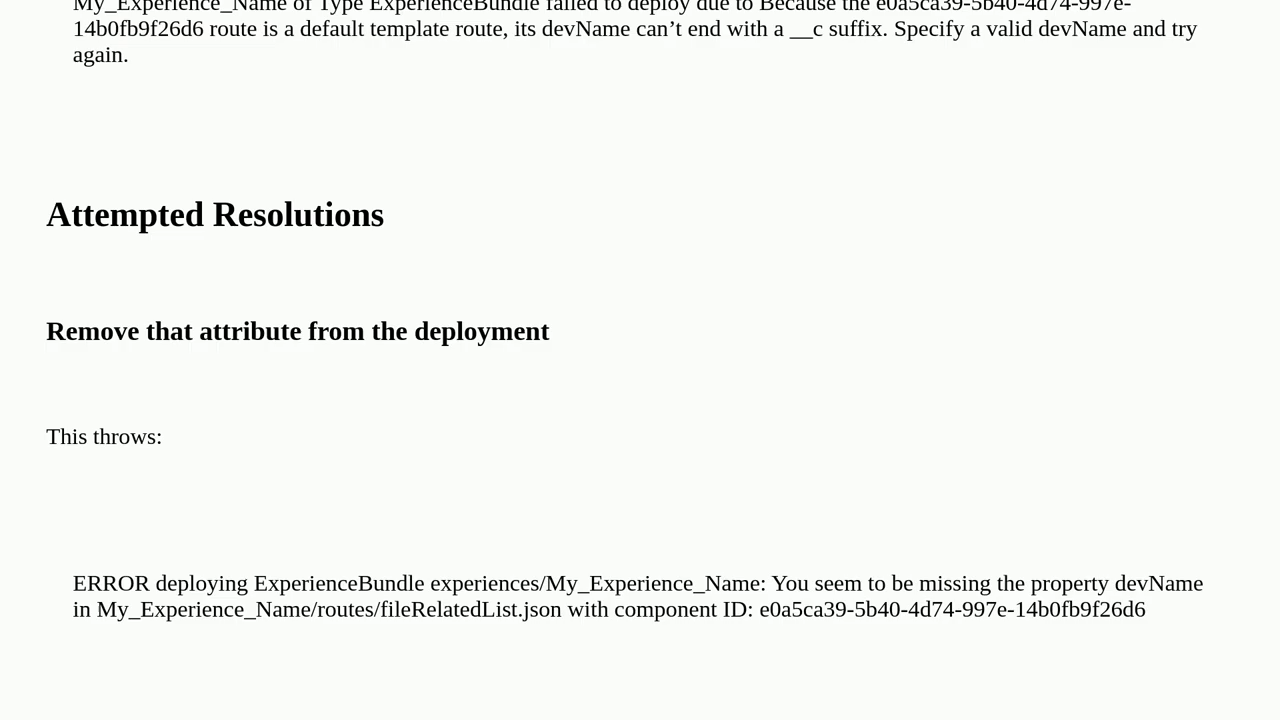 My_Experience_Name of Type ExperienceBundle failed to deploy due to Because the e0a5ca39-5b40-4d74-997e-
14b0fb9f26d6 route is a default template route, its devName can’t end with a __c suffix. Specify a valid devName and try
again.
Attempted Resolutions
Remove that attribute from the deployment
This throws:
ERROR deploying ExperienceBundle experiences/My_Experience_Name: You seem to be missing the property devName
in My_Experience_Name/routes/fileRelatedList.json with component ID: e0a5ca39-5b40-4d74-997e-14b0fb9f26d6